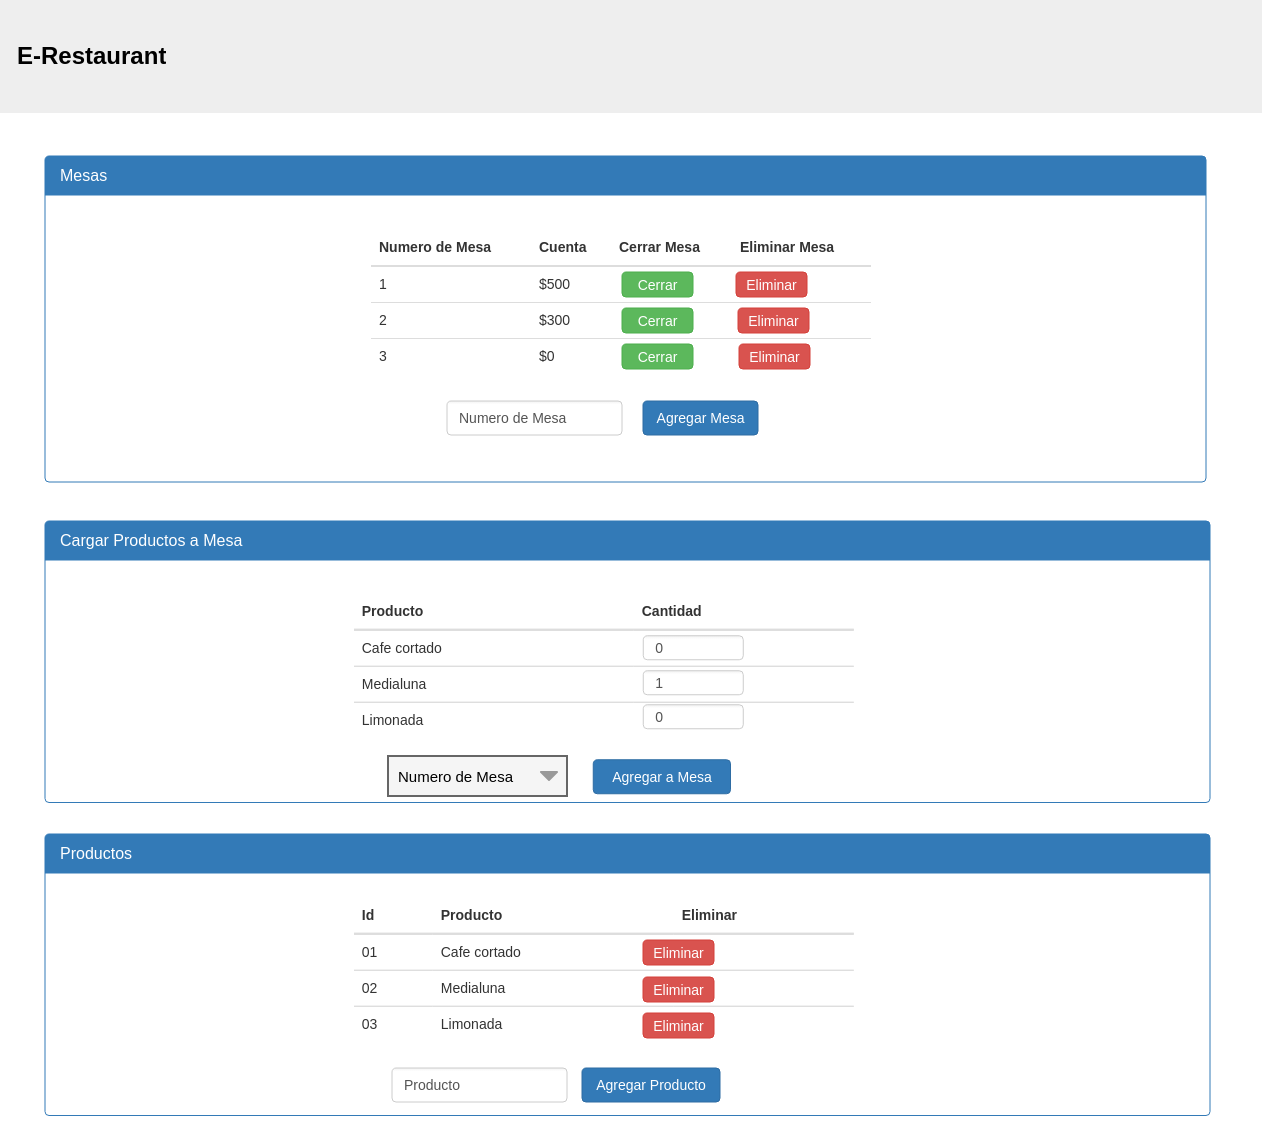 E-Restaurant
Mesas
Numero de Mesa Cuenta Cerrar Mesa Eliminar Mesa
1 $500 Cerrar Eliminar
2 $300 Cerrar Eliminar
3 $0 Cerrar Eliminar
Numero de Mesa Agregar Mesa
Cargar Productos a Mesa
Producto Cantidad
Cafe cortado 0
Medialuna 1
Limonada 0
Numero de Mesa Agregar a Mesa
Productos
Id Producto Eliminar
01 Cafe cortado Eliminar
02 Medialuna Eliminar
03 Limonada Eliminar
Producto Agregar Producto